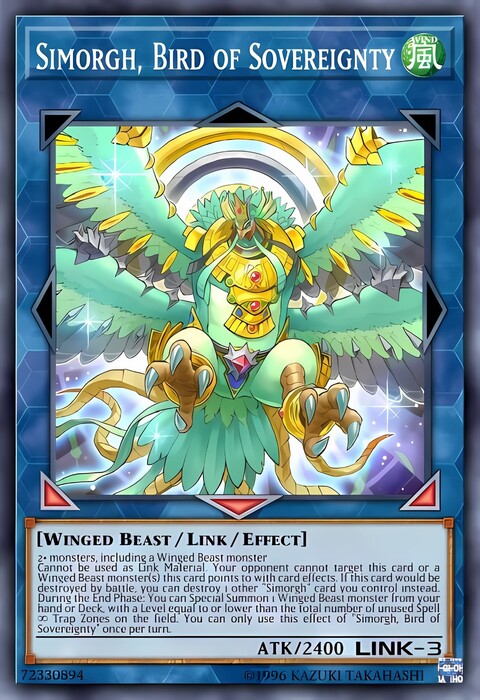 SIMORGH, BIRD OF SOVEREIGNTY
WIND
風
[WINGED BEAST / LINK / EFFECT]
2+ monsters, including a Winged Beast monster
Cannot be used as Link Material. Your opponent cannot target this card or a
Winged Beast monster(s) this card points to with card effects. If this card would be
destroyed by battle, you can destroy 1 other "Simorgh" card you control instead.
During the End Phase: You can Special Summon 1 Winged Beast monster from your
hand or Deck, with a Level equal to or lower than the total number of unused Spell
∞ Trap Zones on the field. You can only use this effect of "Simorgh, Bird of
Sovereignty" once per turn.
ATK/2400 LINK-3
72330894 ©1996 KAZUKI TAKAHASHI